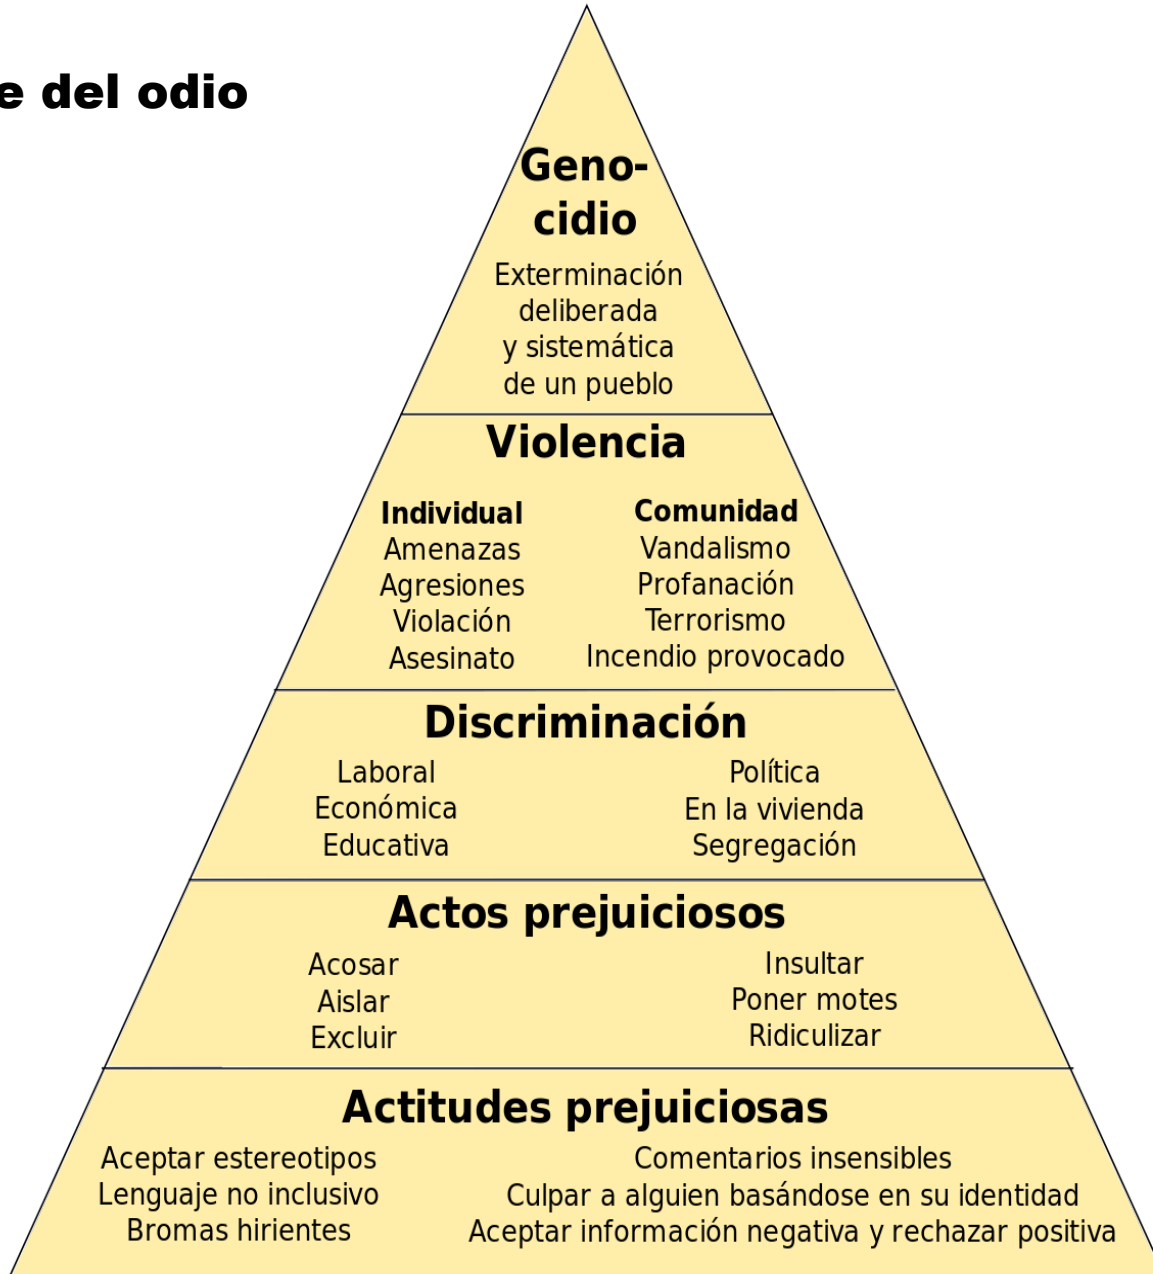 e del odio
Geno-
cidio
Exterminación
deliberada
y sistemática
de un pueblo
Violencia
Individual
Amenazas
Agresiones
Violación
Asesinato
Comunidad
Vandalismo
Profanación
Terrorismo
Incendio provocado
Discriminación
Laboral
Económica
Educativa
Política
En la vivienda
Segregación
Actos prejuiciosos
Acosar
Aislar
Excluir
Insultar
Poner motes
Ridiculizar
Actitudes prejuiciosas
Aceptar estereotipos
Lenguaje no inclusivo
Bromas hirientes
Comentarios insensibles
Culpar a alguien basándose en su identidad
Aceptar información negativa y rechazar positiva